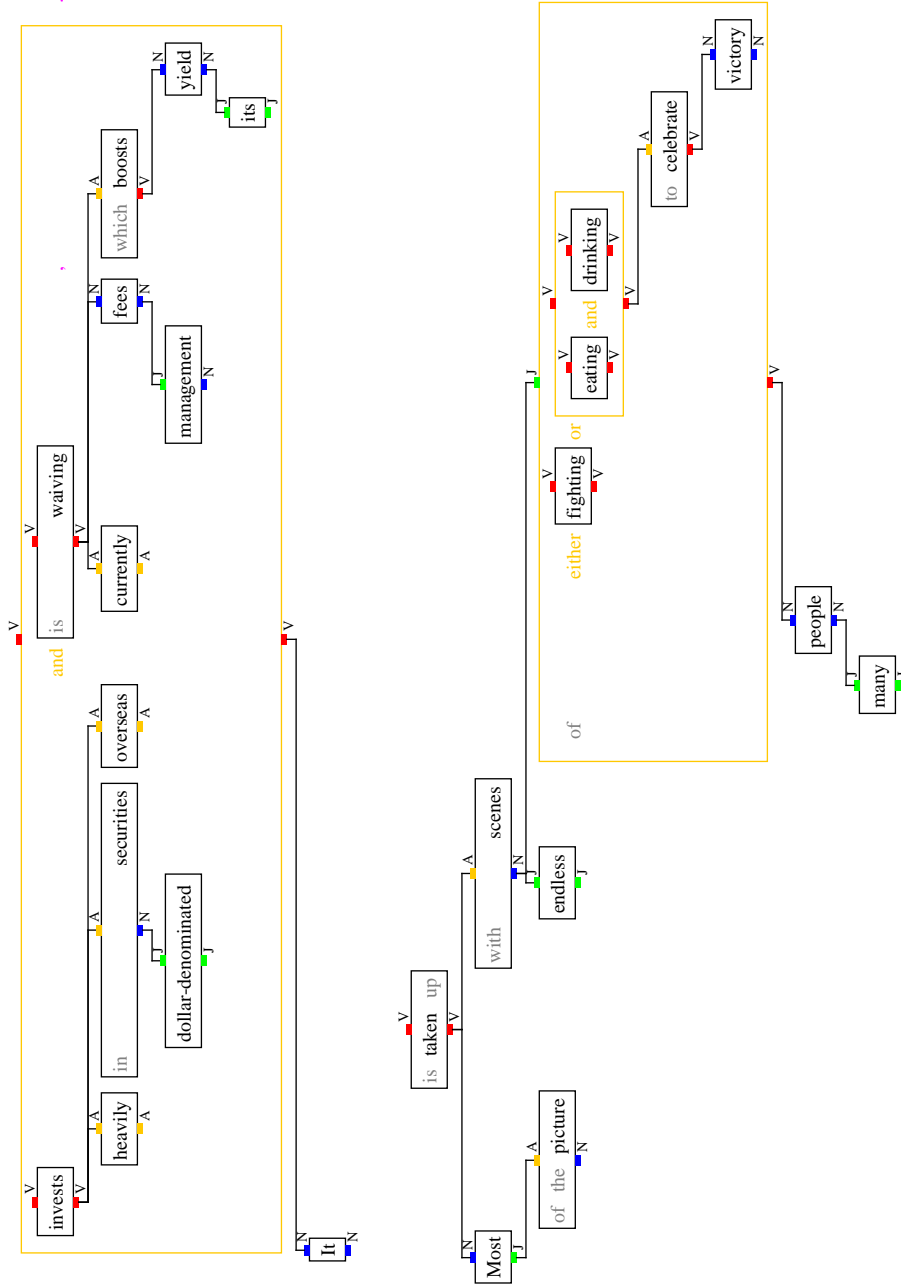 V
V V
invests and is waiving ,
V V
A A A A N A
heavily in securities overseas currently fees which boosts
A N A A N V
J J N
dollar-denominated management yield
J N N
J
its
J
V
N
It
N
V
is taken up
V
N A
Most with scenes
J N
A J J
V V
V V
of the picture endless of either fighting or eating and drinking
N J
V V V
V
A
to celebrate
V
N
victory
N
V
N
people
N
J
many